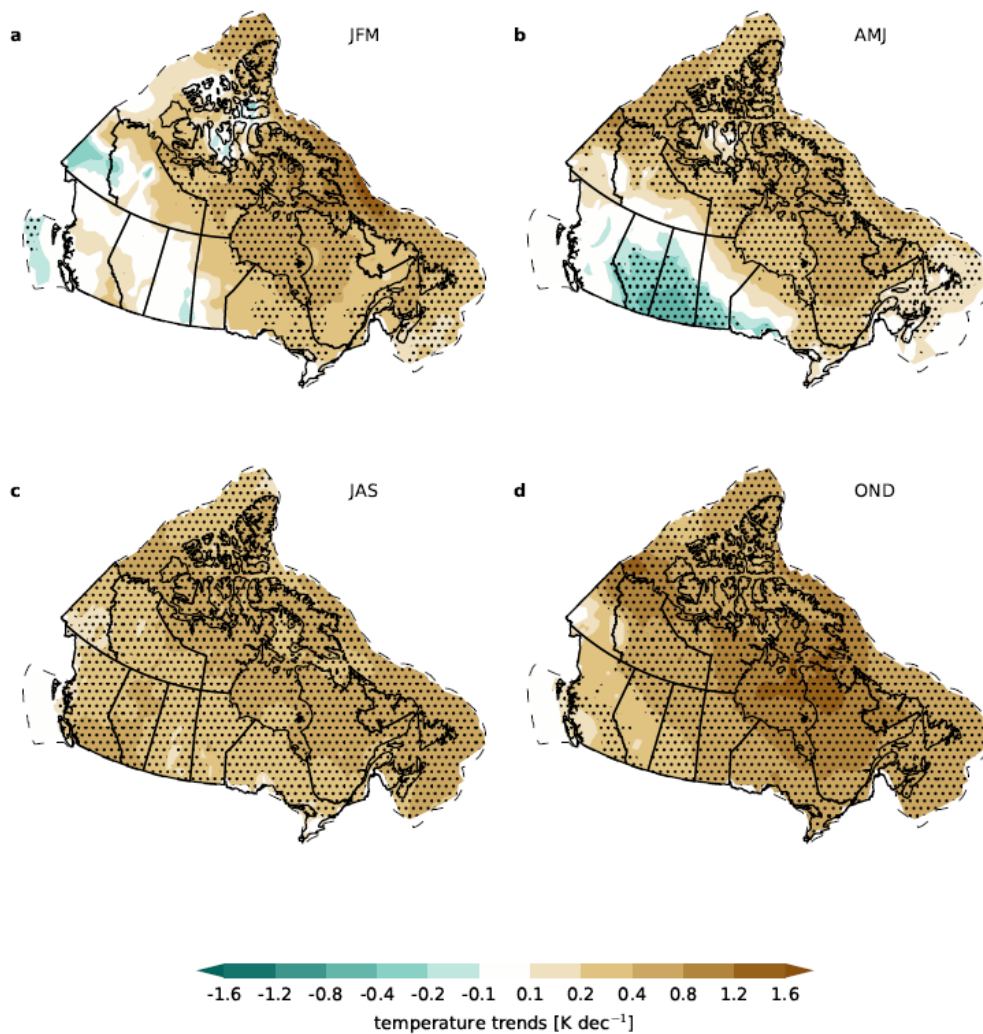 a JFM
b AMJ
c JAS
d OND
-1.6 -1.2 -0.8 -0.4 -0.2 -0.1 0.1 0.2 0.4 0.8 1.2 1.6
temperature trends [K dec⁻¹]